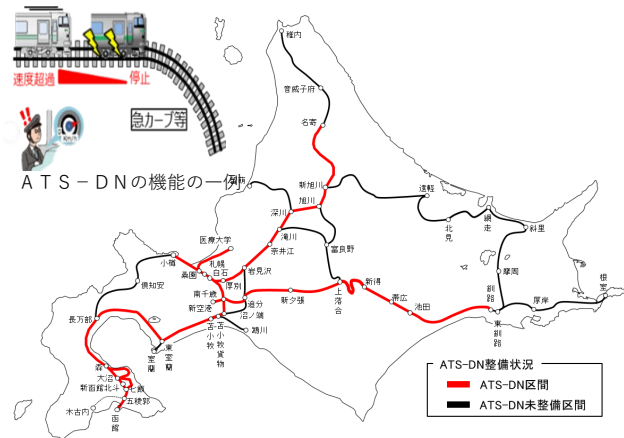 速度超過
停止
急カーブ等
ATS-DNの機能の一例
稚内
音威子府
名寄
新旭川
旭川
遠軽
網走
斜里
北見
深川
滝川
奈井江
富良野
医療大学
小樽
札幌
桑園
白石
岩見沢
厚別
倶知安
南千歳
新空港
追分
沼ノ端
新夕張
上落合
新得
帯広
池田
摩周
釧路
東釧路
厚岸
根室
長万部
苫小牧
苫小牧貨物
鵡川
室蘭
東室蘭
森
大沼
新函館北斗
七飯
五稜郭
木古内
函館
ATS-DN整備状況
ATS-DN区間
ATS-DN未整備区間